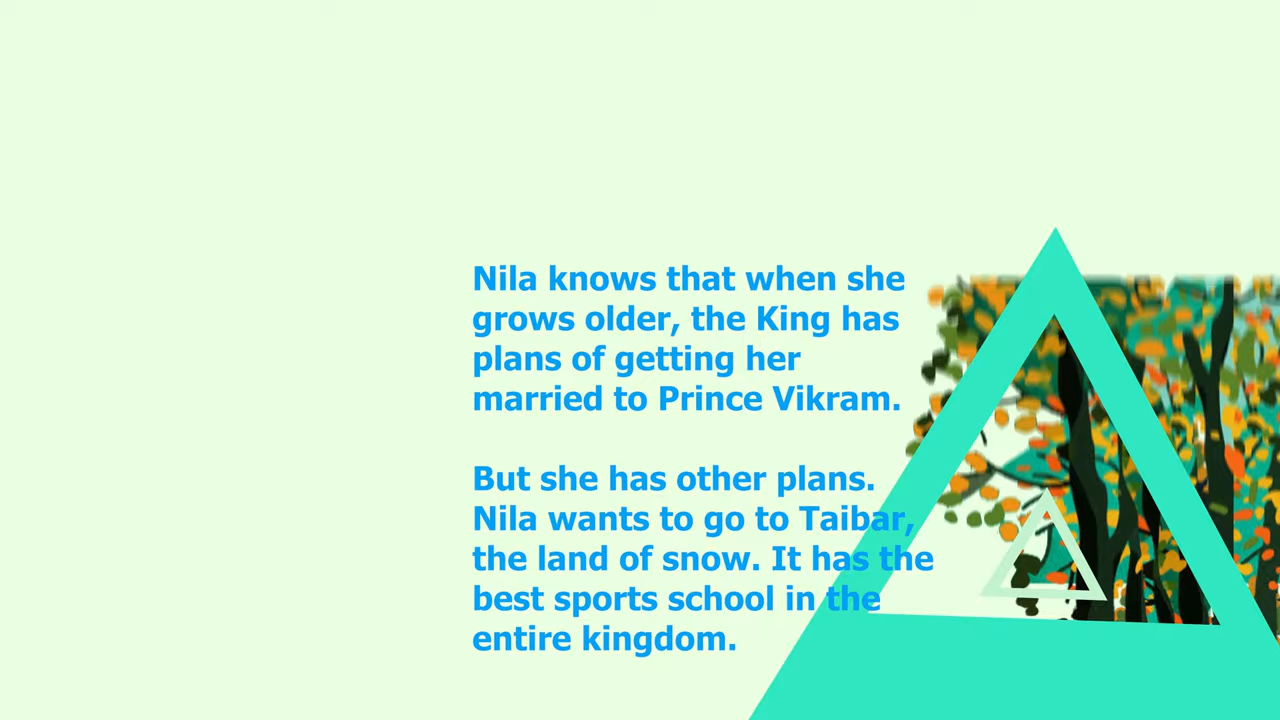 Nila knows that when she
grows older, the King has
plans of getting her
married to Prince Vikram.
But she has other plans.
Nila wants to go to Taibar,
the land of snow. It has the
best sports school in the
entire kingdom.